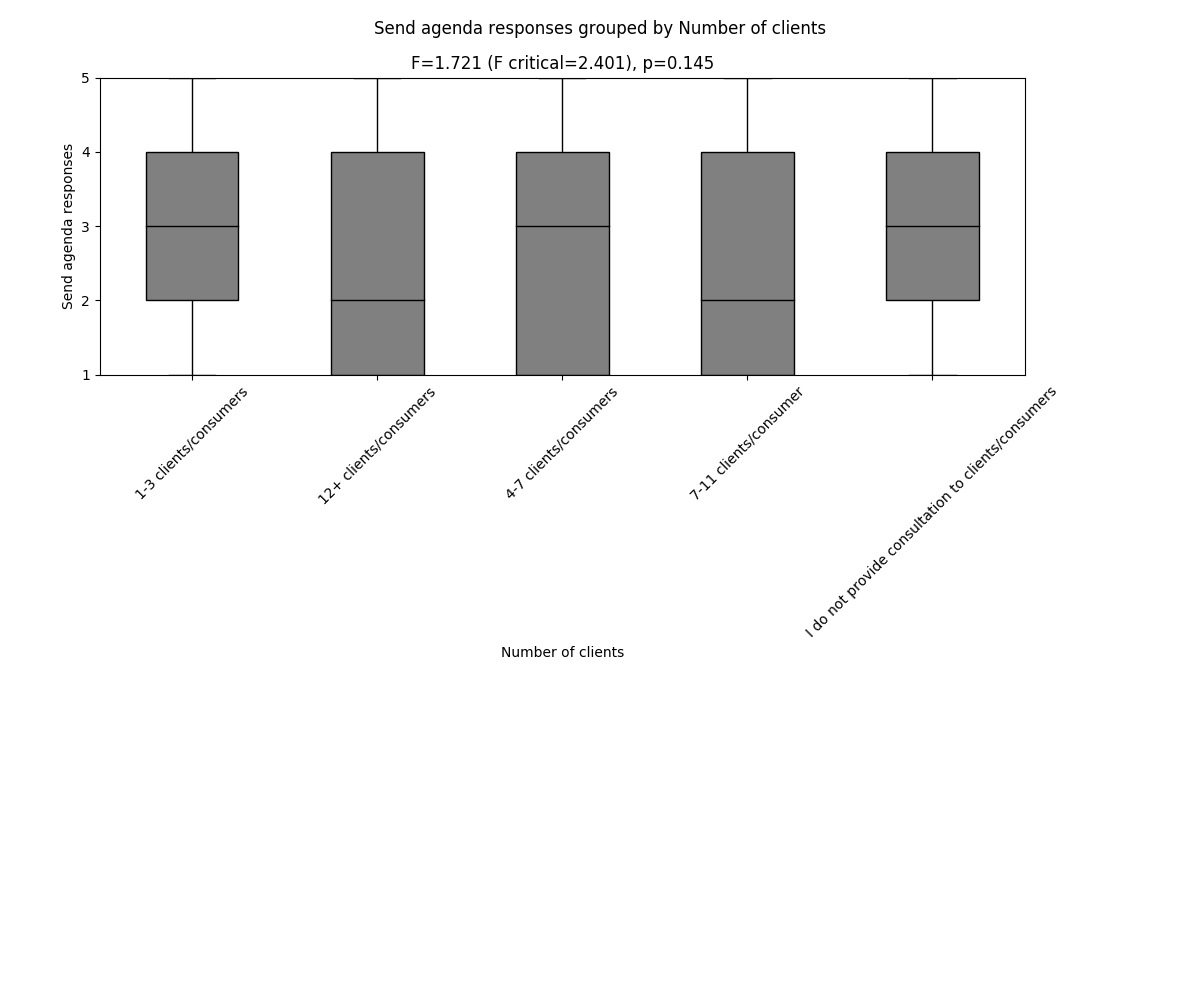 Send agenda responses grouped by Number of clients
F=1.721 (F critical=2.401), p=0.145
Send agenda responses
5
4
3
2
1
1-3 clients/consumers
12+ clients/consumers
4-7 clients/consumers
7-11 clients/consumer
I do not provide consultation to clients/consumers
Number of clients